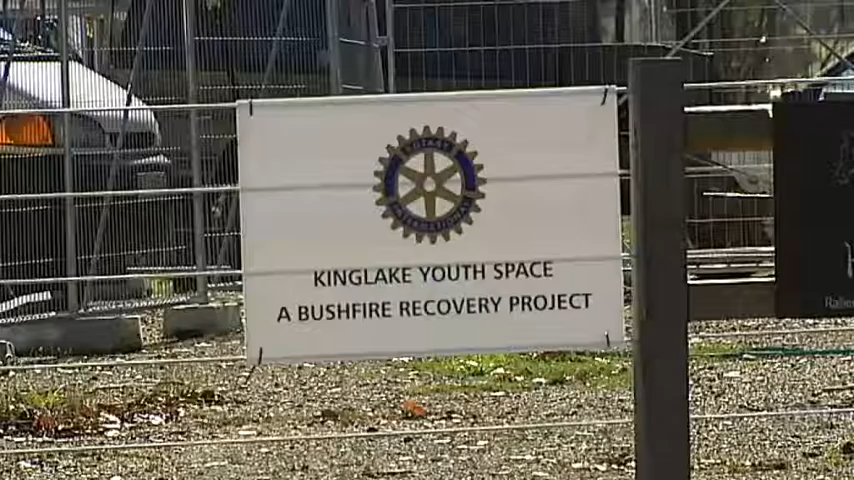 ROTARY
INTERNATIONAL
KINGLAKE YOUTH SPACE
A BUSHFIRE RECOVERY PROJECT